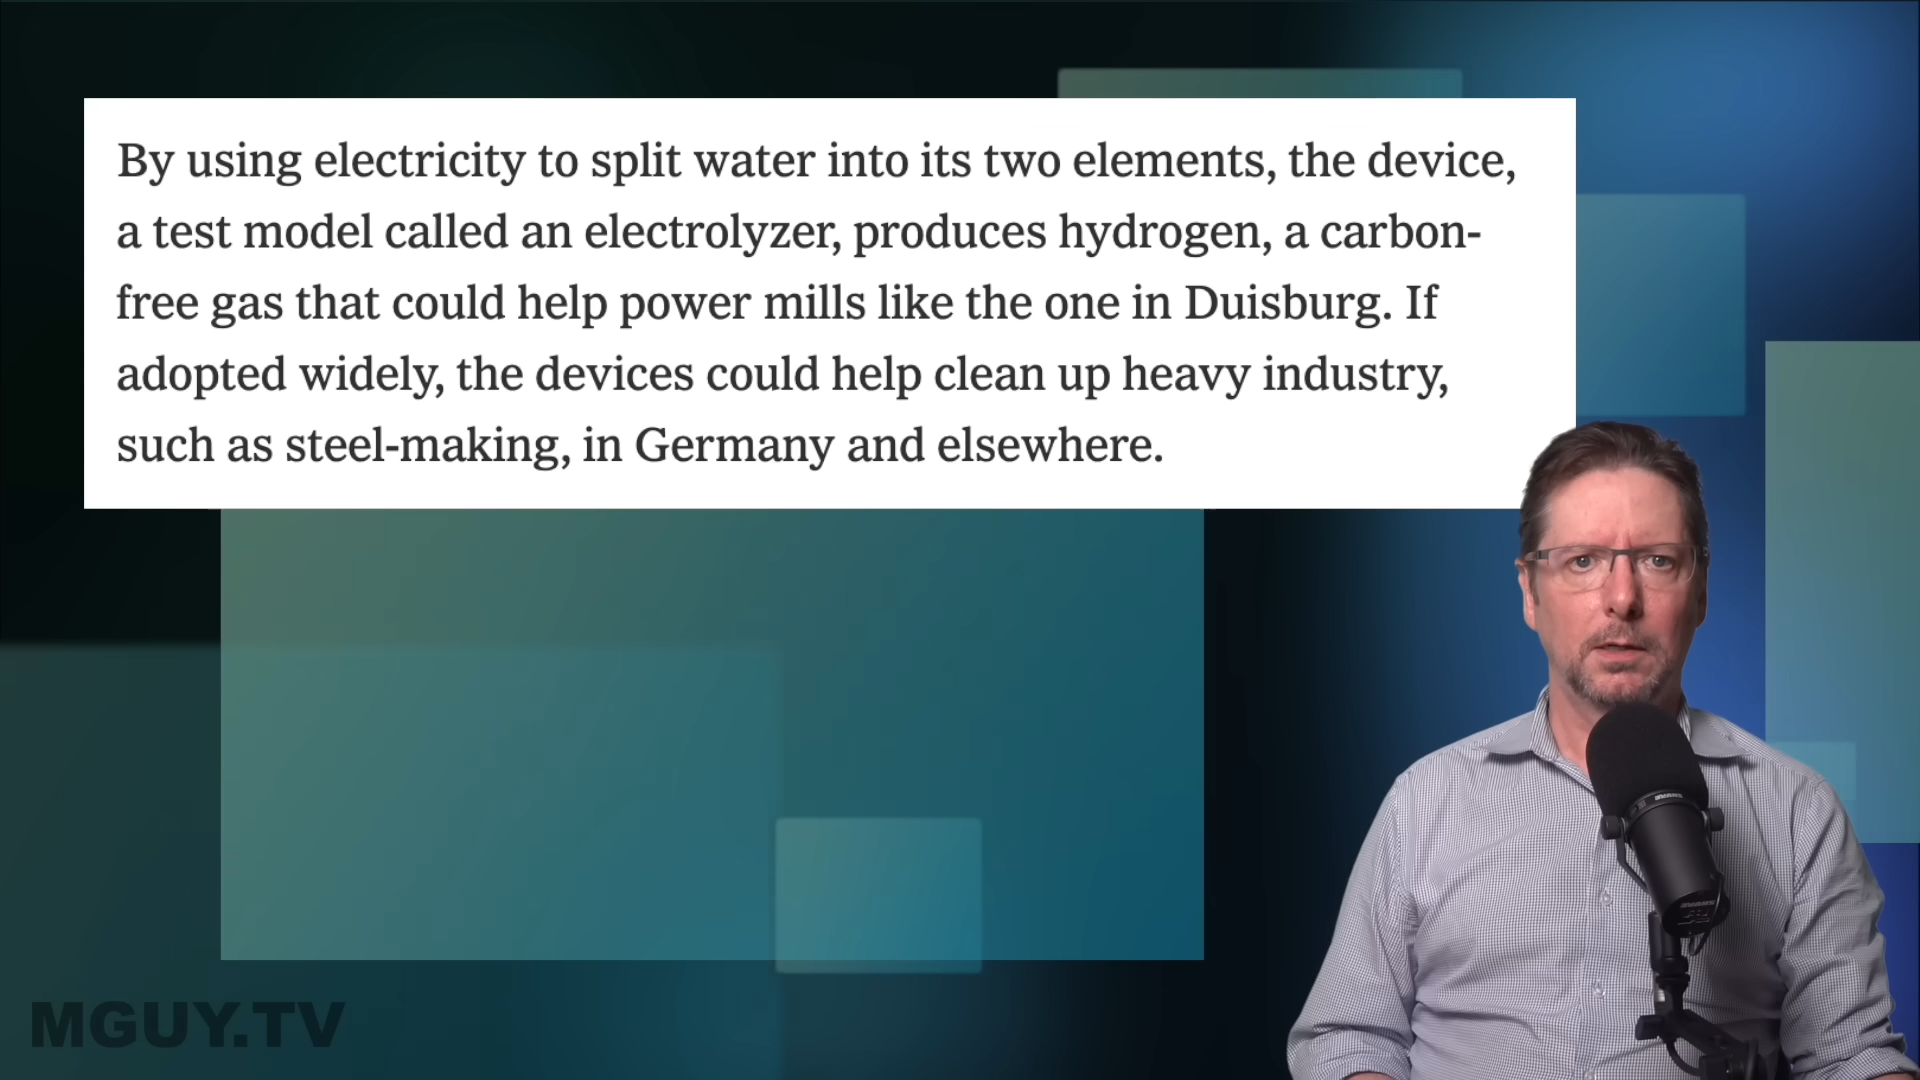 By using electricity to split water into its two elements, the device,
a test model called an electrolyzer, produces hydrogen, a carbon-
free gas that could help power mills like the one in Duisburg. If
adopted widely, the devices could help clean up heavy industry,
such as steel-making, in Germany and elsewhere.
MGUY.TV